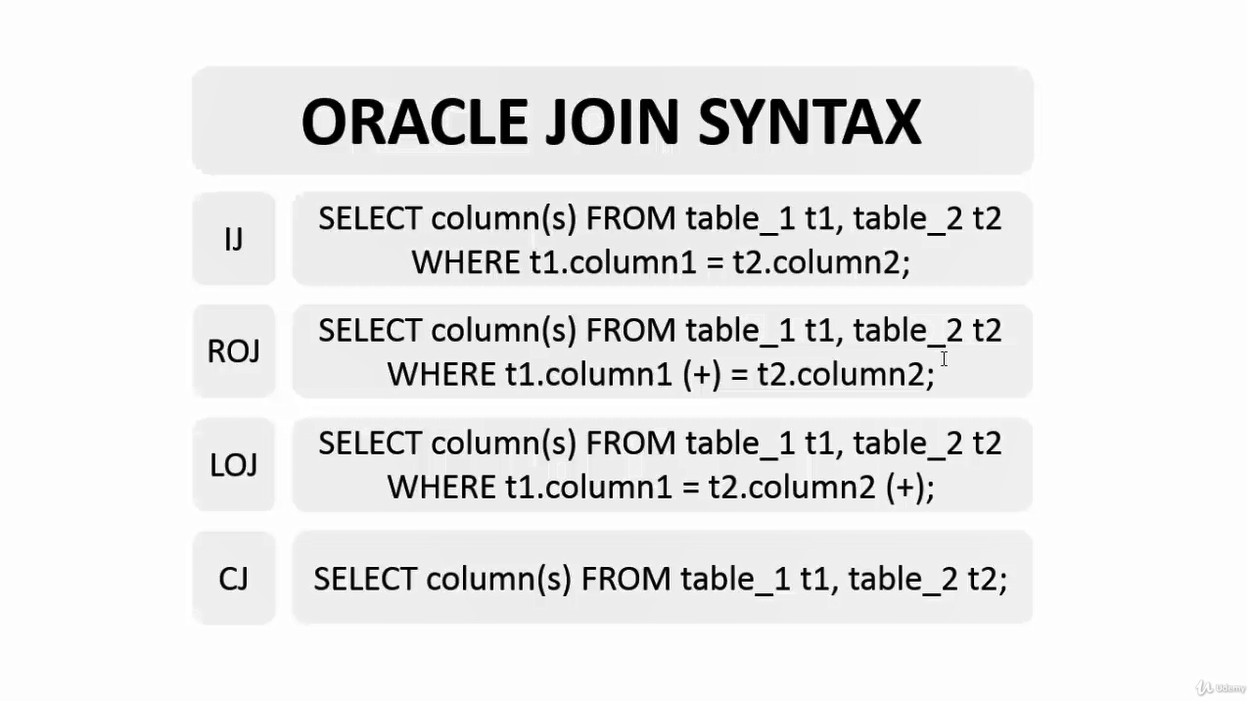 ORACLE JOIN SYNTAX
IJ
SELECT column(s) FROM table_1 t1, table_2 t2
WHERE t1.column1 = t2.column2;
ROJ
SELECT column(s) FROM table_1 t1, table_2 t2
WHERE t1.column1 (+) = t2.column2;
LOJ
SELECT column(s) FROM table_1 t1, table_2 t2
WHERE t1.column1 = t2.column2 (+);
CJ
SELECT column(s) FROM table_1 t1, table_2 t2;
Udemy